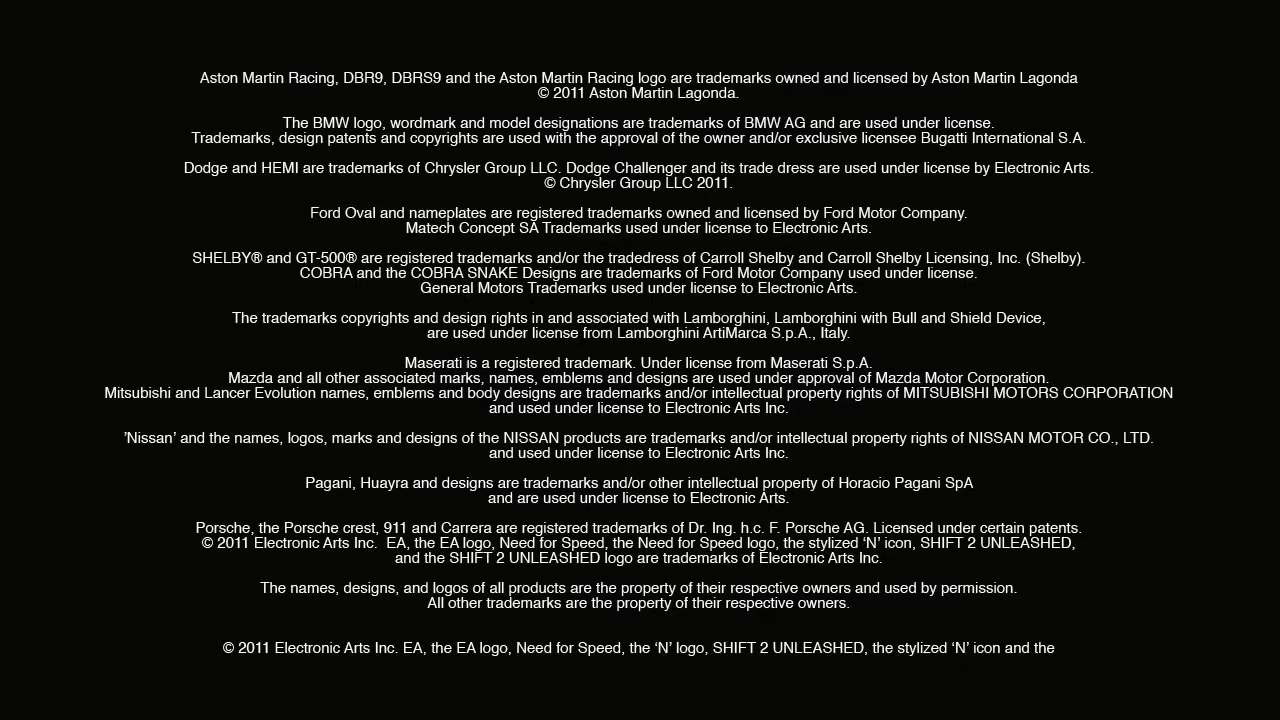 Aston Martin Racing, DBR9, DBRS9 and the Aston Martin Racing logo are trademarks owned and licensed by Aston Martin Lagonda
© 2011 Aston Martin Lagonda.
The BMW logo, wordmark and model designations are trademarks of BMW AG and are used under license.
Trademarks, design patents and copyrights are used with the approval of the owner and/or exclusive licensee Bugatti International S.A.
Dodge and HEMI are trademarks of Chrysler Group LLC. Dodge Challenger and its trade dress are used under license by Electronic Arts.
© Chrysler Group LLC 2011.
Ford Oval and nameplates are registered trademarks owned and licensed by Ford Motor Company.
Matech Concept SA Trademarks used under license to Electronic Arts.
SHELBY® and GT-500® are registered trademarks and/or the tradedress of Carroll Shelby and Carroll Shelby Licensing, Inc. (Shelby).
COBRA and the COBRA SNAKE Designs are trademarks of Ford Motor Company used under license.
General Motors Trademarks used under license to Electronic Arts.
The trademarks copyrights and design rights in and associated with Lamborghini, Lamborghini with Bull and Shield Device,
are used under license from Lamborghini ArtiMarca S.p.A., Italy.
Maserati is a registered trademark. Under license from Maserati S.p.A.
Mazda and all other associated marks, names, emblems and designs are used under approval of Mazda Motor Corporation.
Mitsubishi and Lancer Evolution names, emblems and body designs are trademarks and/or intellectual property rights of MITSUBISHI MOTORS CORPORATION
and used under license to Electronic Arts Inc.
’Nissan’ and the names, logos, marks and designs of the NISSAN products are trademarks and/or intellectual property rights of NISSAN MOTOR CO., LTD.
and used under license to Electronic Arts Inc.
Pagani, Huayra and designs are trademarks and/or other intellectual property of Horacio Pagani SpA
and are used under license to Electronic Arts.
Porsche, the Porsche crest, 911 and Carrera are registered trademarks of Dr. Ing. h.c. F. Porsche AG. Licensed under certain patents.
© 2011 Electronic Arts Inc.  EA, the EA logo, Need for Speed, the Need for Speed logo, the stylized ‘N’ icon, SHIFT 2 UNLEASHED,
and the SHIFT 2 UNLEASHED logo are trademarks of Electronic Arts Inc.
The names, designs, and logos of all products are the property of their respective owners and used by permission.
All other trademarks are the property of their respective owners.
© 2011 Electronic Arts Inc. EA, the EA logo, Need for Speed, the ‘N’ logo, SHIFT 2 UNLEASHED, the stylized ‘N’ icon and the